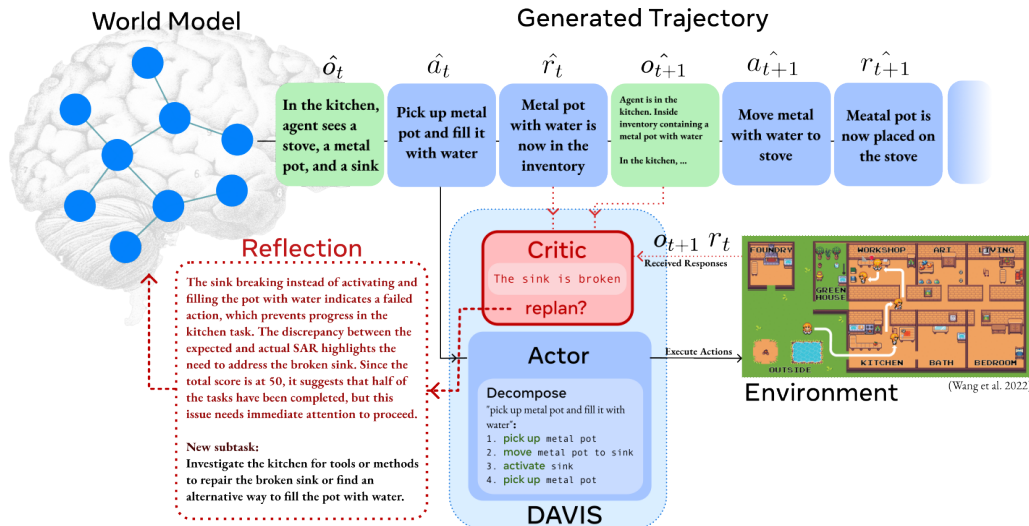 World Model
Generated Trajectory
\hat{o_t}
\hat{a_t}
\hat{r_t}
\hat{o_{t+1}}
\hat{a_{t+1}}
\hat{r_{t+1}}
In the kitchen,
agent sees a
stove, a metal
pot, and a sink
Pick up metal
pot and fill it
with water
Metal pot
with water is
now in the
inventory
Agent is in the
kitchen. Inside
inventory containing a
metal pot with water
In the kitchen, ...
Move metal
with water to
stove
Meatal pot is
now placed on
the stove
Reflection
The sink breaking instead of activating and
filling the pot with water indicates a failed
action, which prevents progress in the
kitchen task. The discrepancy between the
expected and actual SAR highlights the
need to address the broken sink. Since the
total score is at 50, it suggests that half of
the tasks have been completed, but this
issue needs immediate attention to proceed.
New subtask:
Investigate the kitchen for tools or methods
to repair the broken sink or find an
alternative way to fill the pot with water.
Critic
The sink is broken
replan?
o_{t+1} r_t
Received Responses
Actor
Decompose
"pick up metal pot and fill it with
water":
1. pick up metal pot
2. move metal pot to sink
3. activate sink
4. pick up metal pot
DAVIS
Execute Actions
FOUNDRY
WORKSHOP
ART
LIVING
GREEN
HOUSE
KITCHEN
BATH
BEDROOM
OUTSIDE
Environment
(Wang et al. 2022)